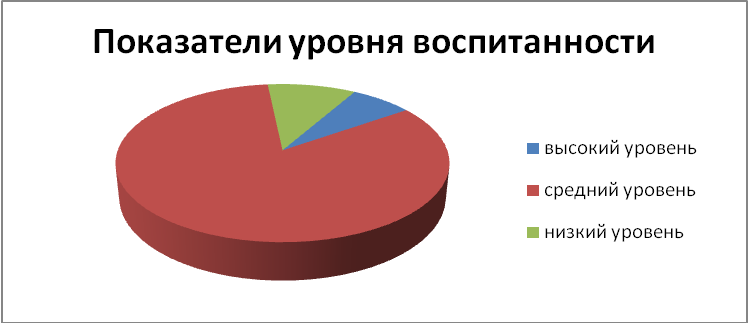 Показатели уровня воспитанности
высокий уровень
средний уровень
низкий уровень